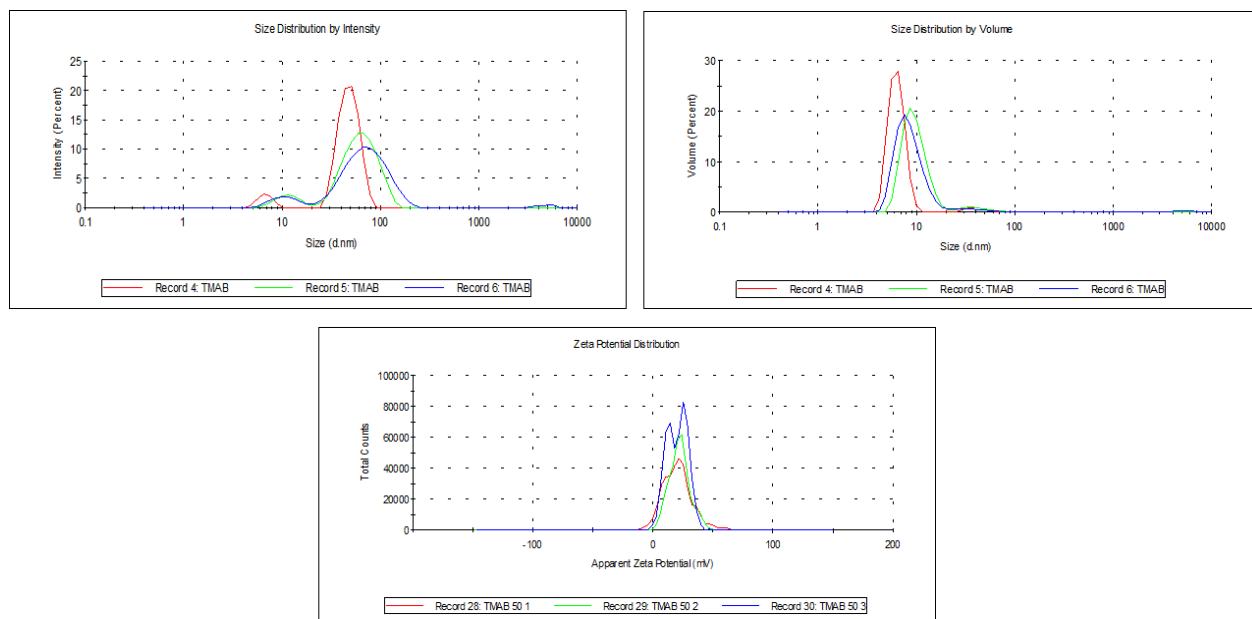 Size Distribution by Intensity
25
20
15
10
5
0
Intensity (Percent)
0.1 1 10 100 1000 10000
Size (d.nm)
Record 4: TMAB Record 5: TMAB Record 6: TMAB
Size Distribution by Volume
30
20
10
0
Volume (Percent)
0.1 1 10 100 1000 10000
Size (d.nm)
Record 4: TMAB Record 5: TMAB Record 6: TMAB
Zeta Potential Distribution
100000
80000
60000
40000
20000
0
Total Counts
-100 0 100 200
Apparent Zeta Potential (mV)
Record 28: TMAB 50 1 Record 29: TMAB 50 2 Record 30: TMAB 50 3